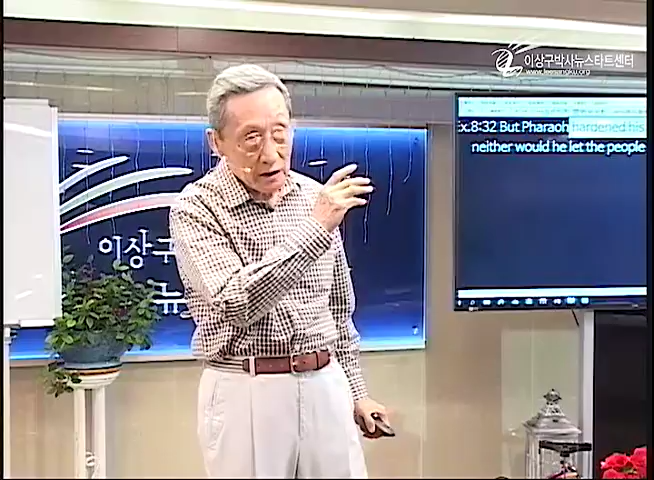 이상구박사뉴스타트센터
www.leesangku.org
x.8:32 But Pharaoh hardened his
neither would he let the people
이상구
뉴